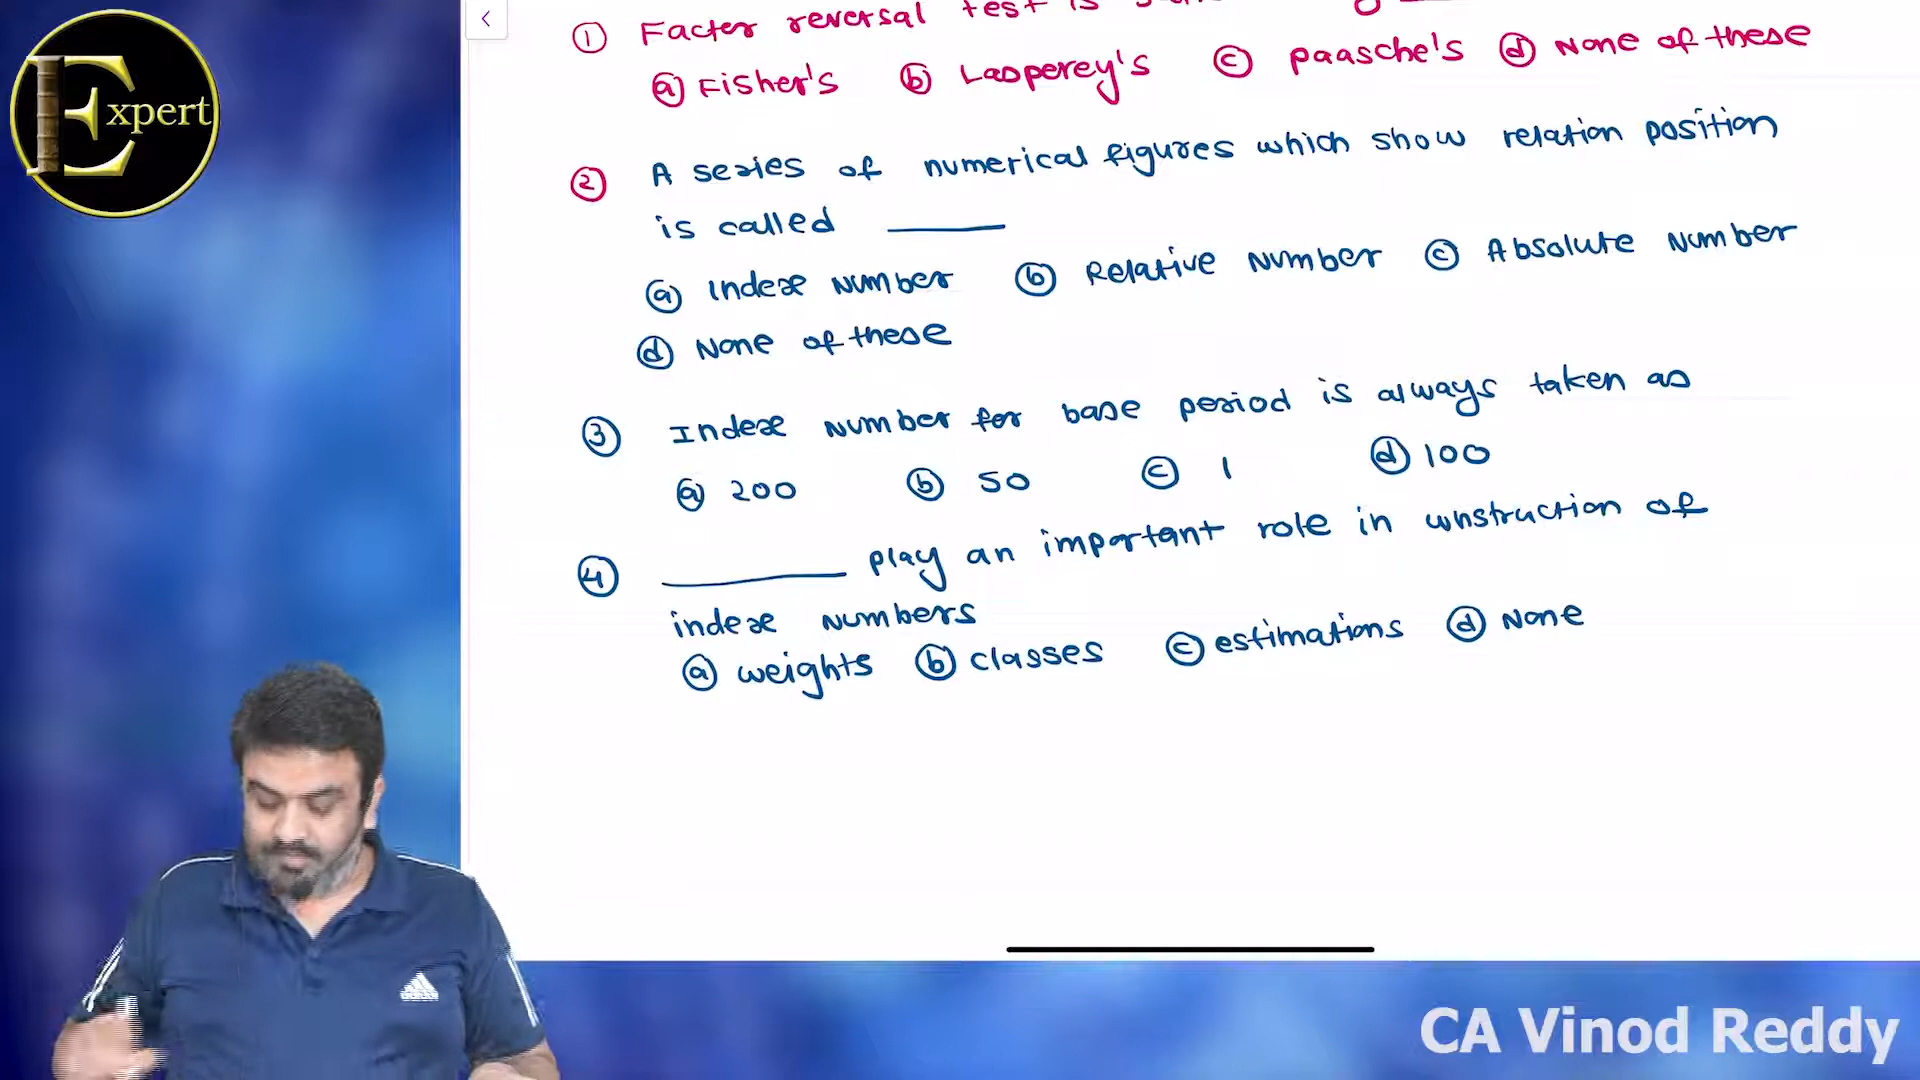 Expert
① Factor reversal test is
ⓐ Fisher's ⓑ Lasperey's ⓒ paasche's ⓓ None of these
② A series of numerical figures which show relation position
is called ______
ⓐ Index Number ⓑ Relative Number ⓒ Absolute Number
ⓓ None of these
③ Index Number for base period is always taken as
ⓐ 200 ⓑ 50 ⓒ 1 ⓓ 100
④ ______ play an important role in construction of
index numbers
ⓐ weights ⓑ classes ⓒ estimations ⓓ None
adidas
CA Vinod Reddy